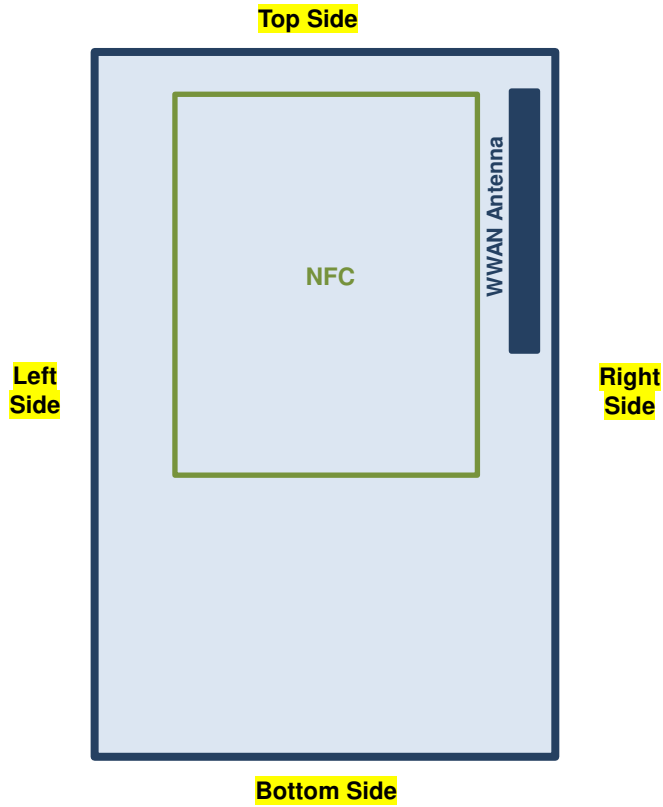 Top Side
WWAN Antenna
NFC
Left
Side
Right
Side
Bottom Side